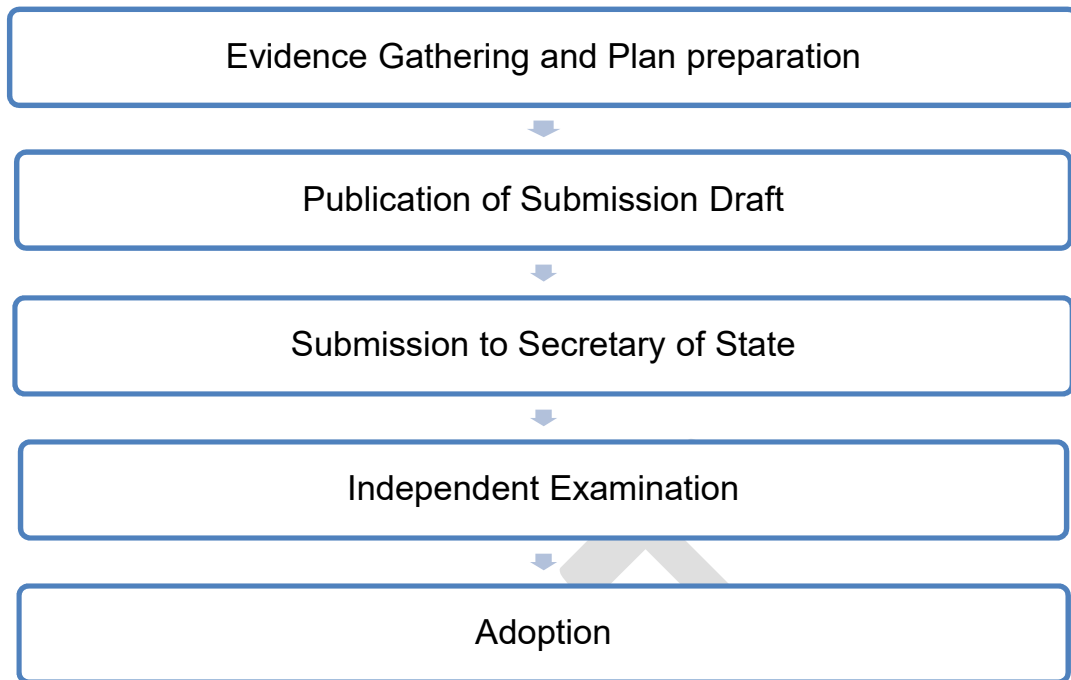 Evidence Gathering and Plan preparation
Publication of Submission Draft
Submission to Secretary of State
Independent Examination
Adoption